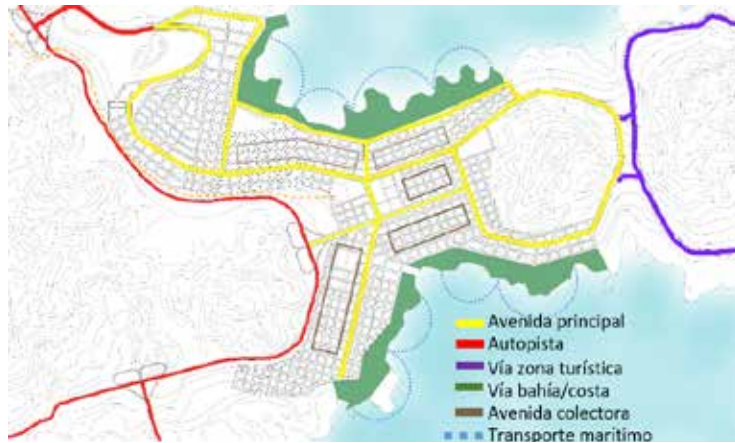 Avenida principal
Autopista
Vía zona turística
Vía bahía/costa
Avenida colectora
Transporte marítimo